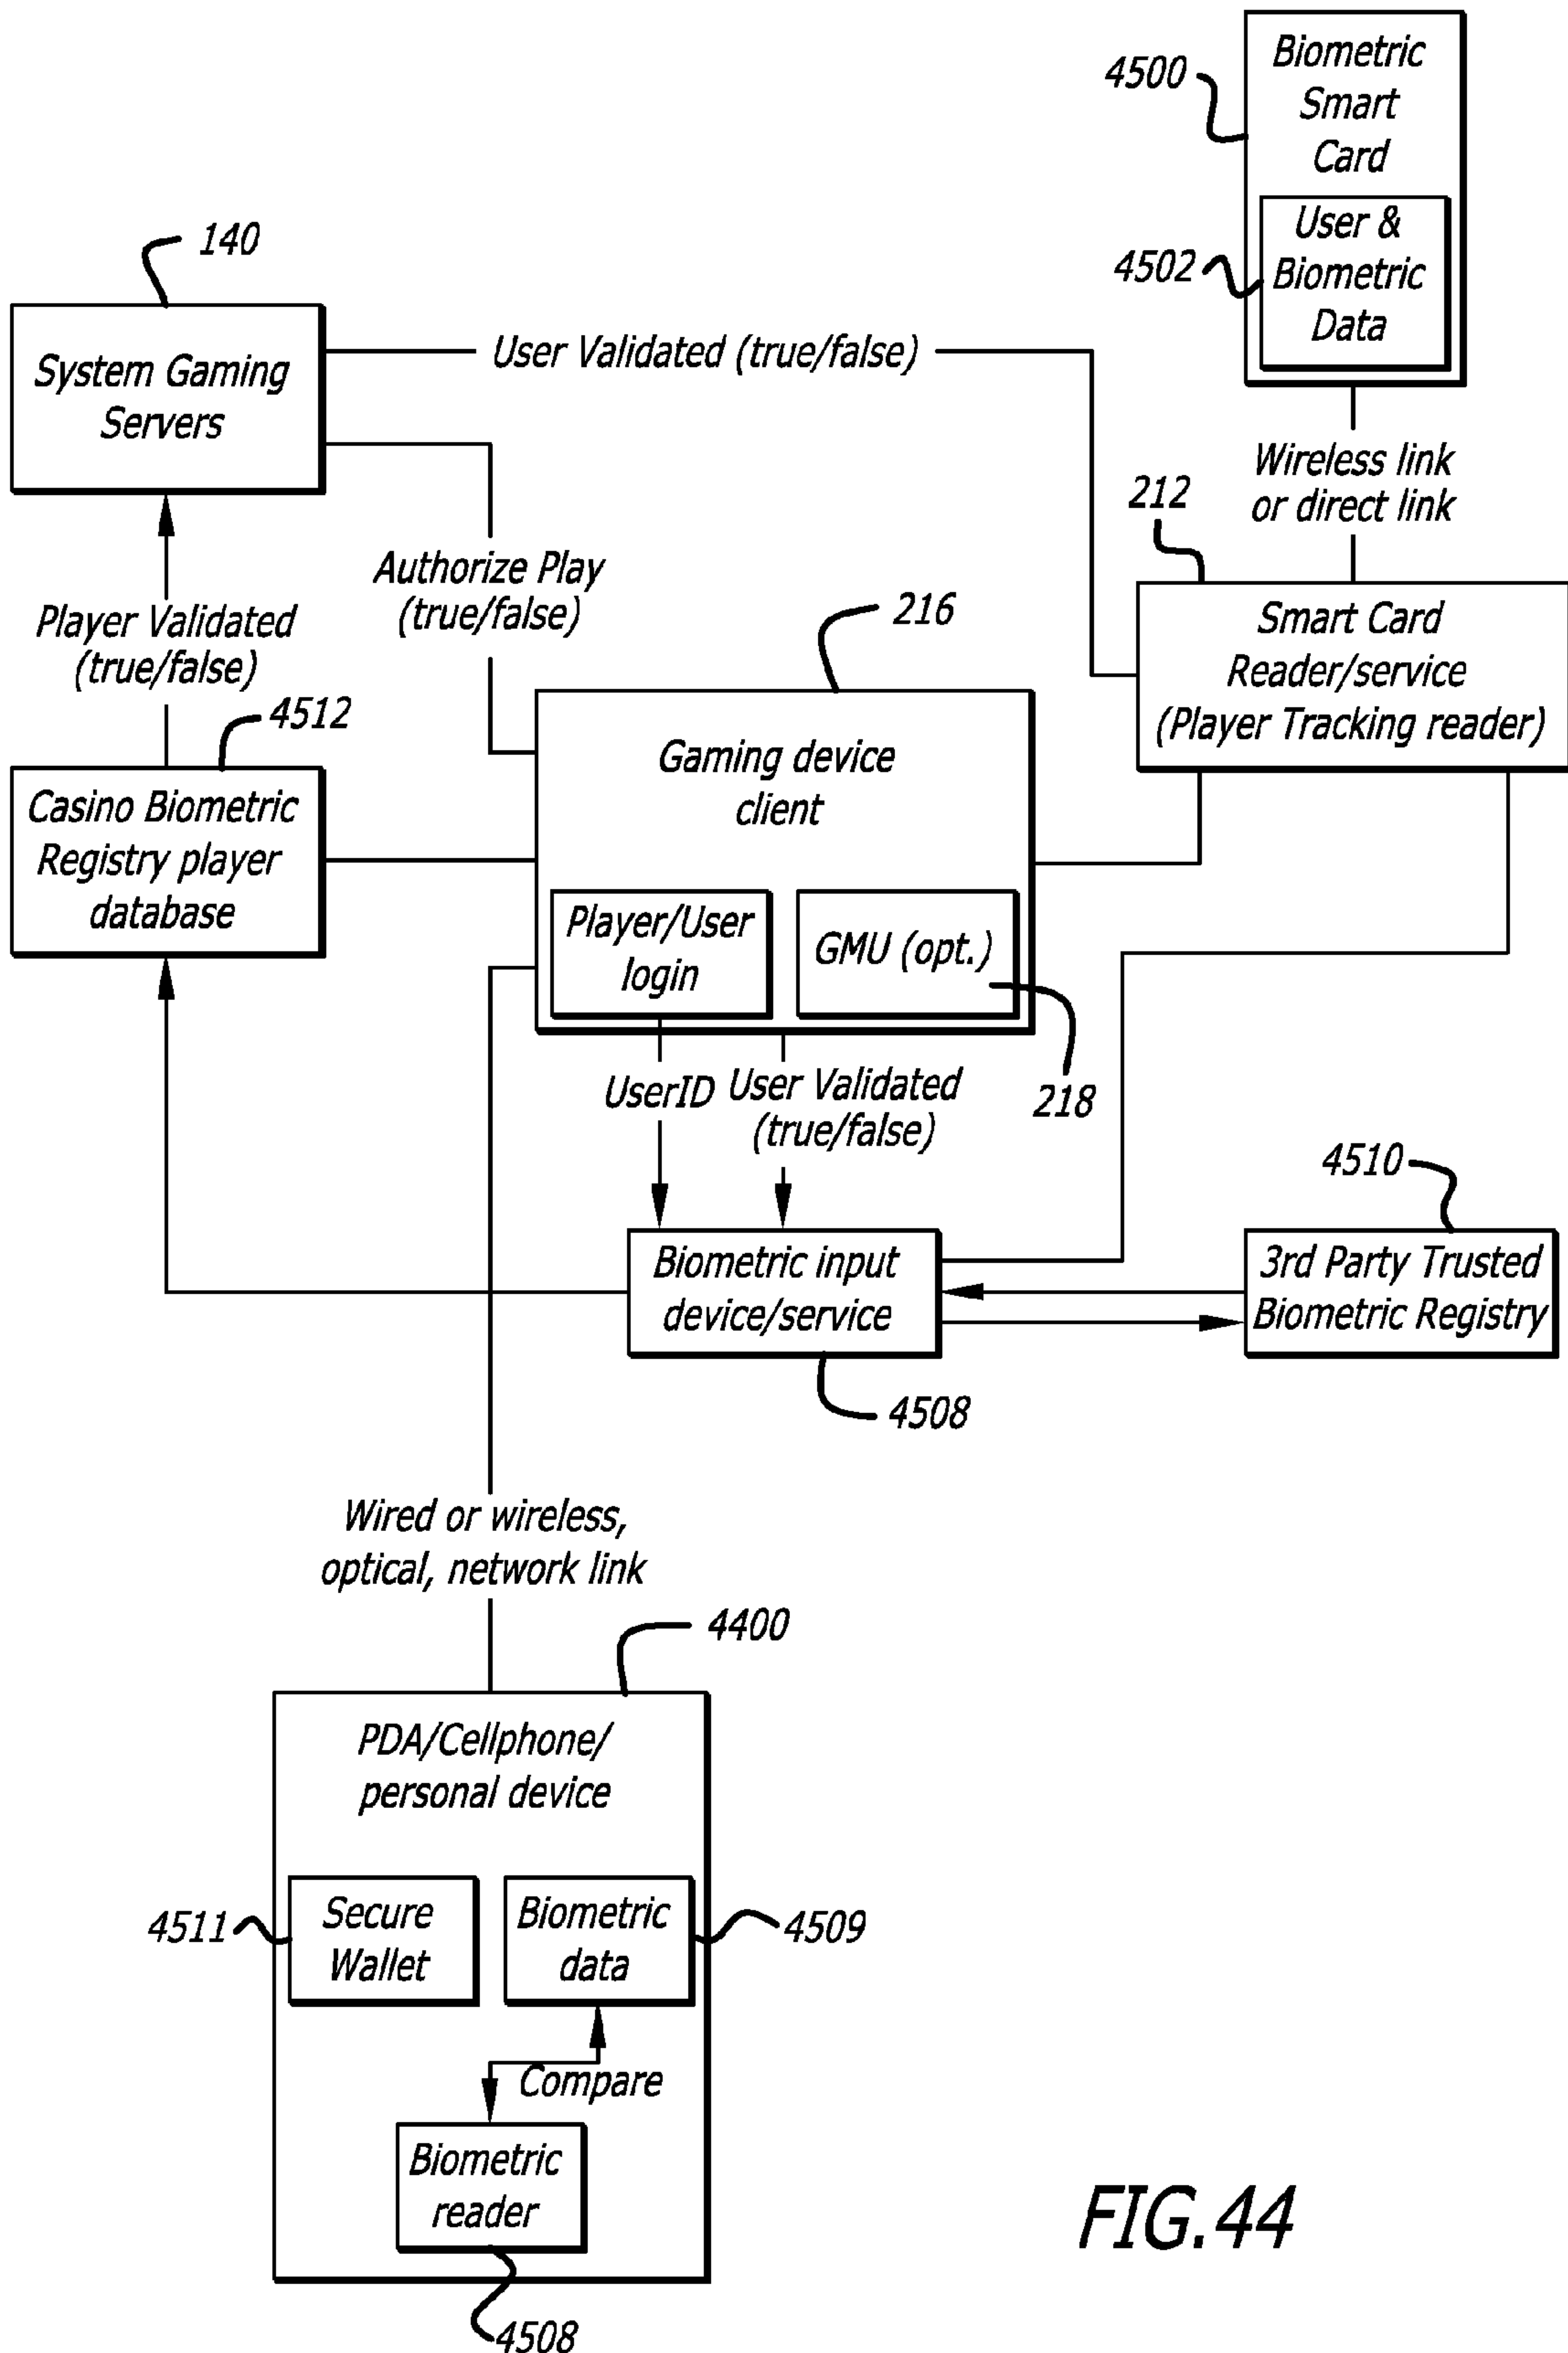 4500
Biometric
Smart
Card
4502
User &
Biometric
Data
140
System Gaming
Servers
User Validated (true/false)
Wireless link
or direct link
212
Authorize Play
(true/false)
Player Validated
(true/false)
216
Smart Card
Reader/service
(Player Tracking reader)
4512
Casino Biometric
Registry player
database
Gaming device
client
Player/User
login
GMU (opt.)
218
UserID
User Validated
(true/false)
4510
Biometric input
device/service
3rd Party Trusted
Biometric Registry
4508
Wired or wireless,
optical, network link
4400
PDA/Cellphone/
personal device
4511
Secure
Wallet
Biometric
data
4509
Compare
Biometric
reader
4508
FIG.44